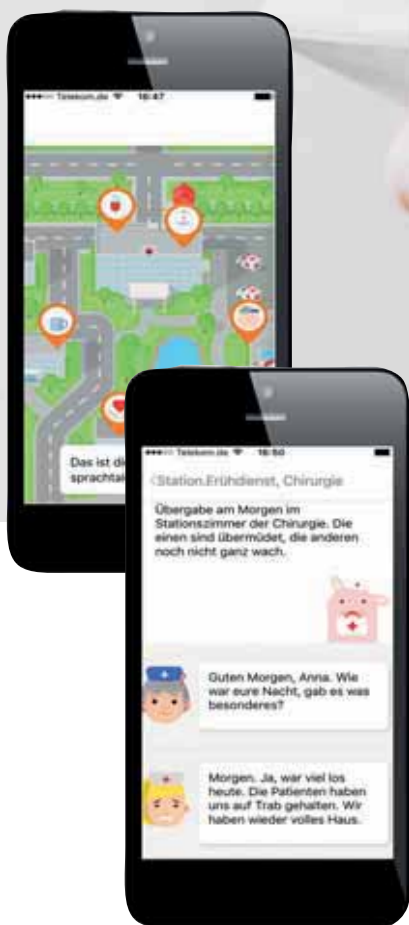 Telekom.de 16:47
Das ist di
sprachta
Telekom.de 16:50
Station.Frühdienst, Chirurgie
Übergabe am Morgen im
Stationszimmer der Chirurgie. Die
einen sind übermüdet, die anderen
noch nicht ganz wach.
Guten Morgen, Anna. Wie
war eure Nacht, gab es was
besonderes?
Morgen. Ja, war viel los
heute. Die Patienten haben
uns auf Trab gehalten. Wir
haben wieder volles Haus.